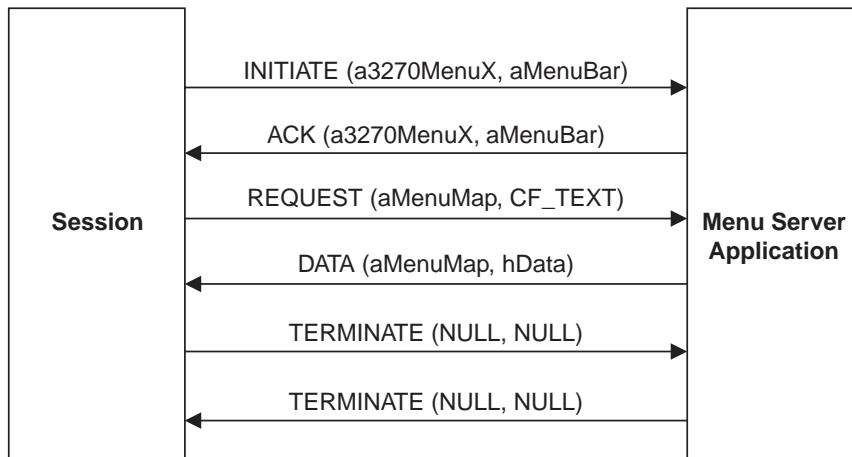 INITIATE (a3270MenuX, aMenuBar)
ACK (a3270MenuX, aMenuBar)
REQUEST (aMenuMap, CF_TEXT)
Session
Menu Server
Application
DATA (aMenuMap, hData)
TERMINATE (NULL, NULL)
TERMINATE (NULL, NULL)